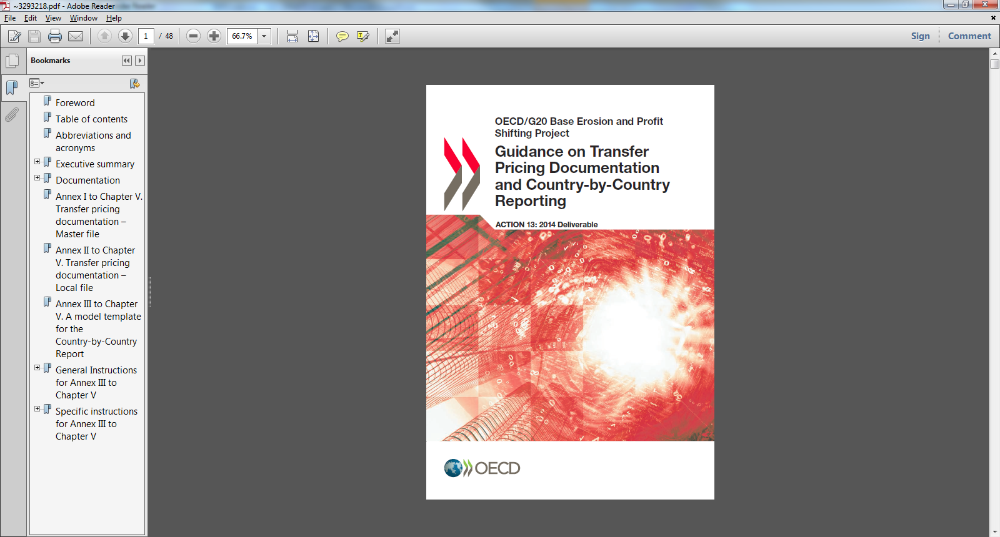 ~3293218.pdf - Adobe Reader
File Edit View Window Help
1 / 48 66.7% Sign Comment
Bookmarks
Foreword
Table of contents
Abbreviations and
acronyms
Executive summary
Documentation
Annex I to Chapter V.
Transfer pricing
documentation –
Master file
Annex II to Chapter
V. Transfer pricing
documentation –
Local file
Annex III to Chapter
V. A model template
for the
Country-by-Country
Report
General Instructions
for Annex III to
Chapter V
Specific instructions
for Annex III to
Chapter V
OECD/G20 Base Erosion and Profit
Shifting Project
Guidance on Transfer
Pricing Documentation
and Country-by-Country
Reporting
ACTION 13: 2014 Deliverable
OECD